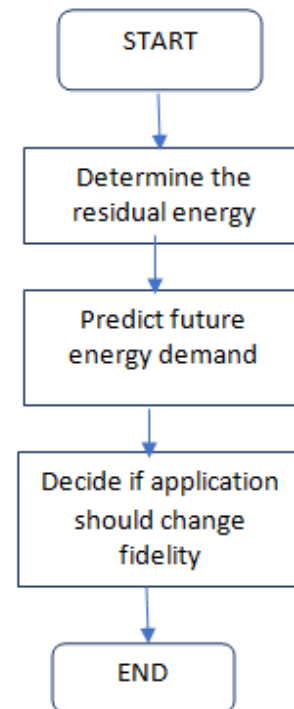 START
Determine the
residual energy
Predict future
energy demand
Decide if application
should change
fidelity
END